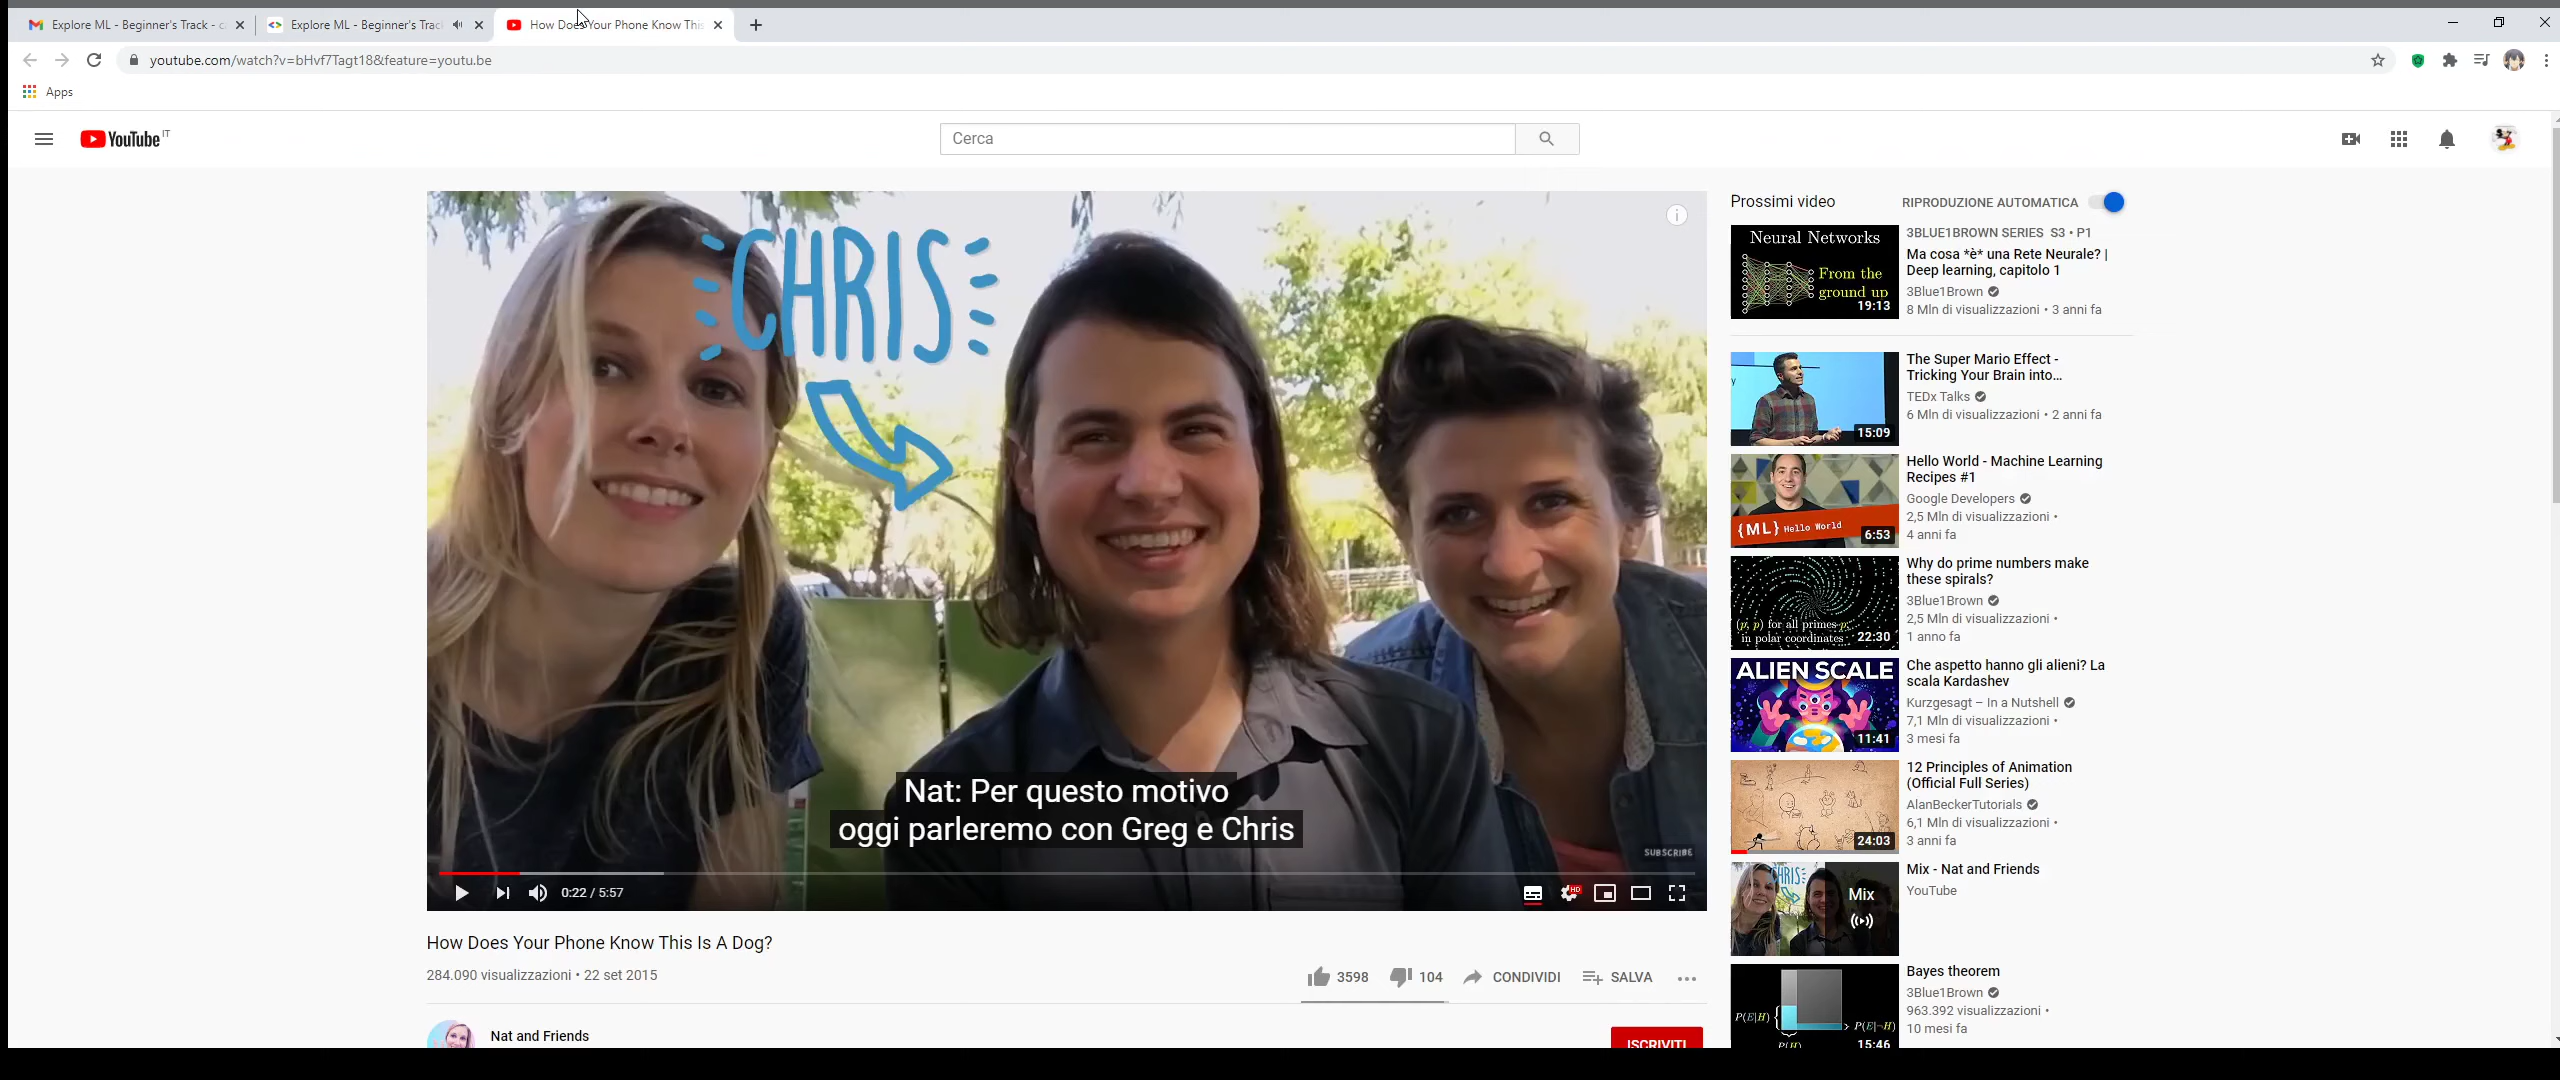 Explore ML - Beginner's Track - c
Explore ML - Beginner's Trac
How Does Your Phone Know This
youtube.com/watch?v=bHvf7Tagt18&feature=youtu.be
Apps
YouTube IT
Cerca
CHRIS
Nat: Per questo motivo
oggi parleremo con Greg e Chris
SUBSCRIBE
0:22 / 5:57
HD
How Does Your Phone Know This Is A Dog?
284.090 visualizzazioni • 22 set 2015
3598
104
CONDIVIDI
SALVA
Nat and Friends
ISCRIVITI
Prossimi video
RIPRODUZIONE AUTOMATICA
Neural Networks
From the
ground up
19:13
3BLUE1BROWN SERIES S3 • P1
Ma cosa *è* una Rete Neurale? |
Deep learning, capitolo 1
3Blue1Brown
8 Mln di visualizzazioni • 3 anni fa
15:09
The Super Mario Effect -
Tricking Your Brain into...
TEDx Talks
6 Mln di visualizzazioni • 2 anni fa
{ML} Hello World
6:53
Hello World - Machine Learning
Recipes #1
Google Developers
2,5 Mln di visualizzazioni •
4 anni fa
(p, p) for all primes p,
in polar coordinates
22:30
Why do prime numbers make
these spirals?
3Blue1Brown
2,5 Mln di visualizzazioni •
1 anno fa
ALIEN SCALE
11:41
Che aspetto hanno gli alieni? La
scala Kardashev
Kurzgesagt – In a Nutshell
7,1 Mln di visualizzazioni •
3 mesi fa
24:03
12 Principles of Animation
(Official Full Series)
AlanBeckerTutorials
6,1 Mln di visualizzazioni •
3 anni fa
CHRIS
Mix
Mix - Nat and Friends
YouTube
P(E|H)
P(E|¬H)
P(H)
15:46
Bayes theorem
3Blue1Brown
963.392 visualizzazioni •
10 mesi fa